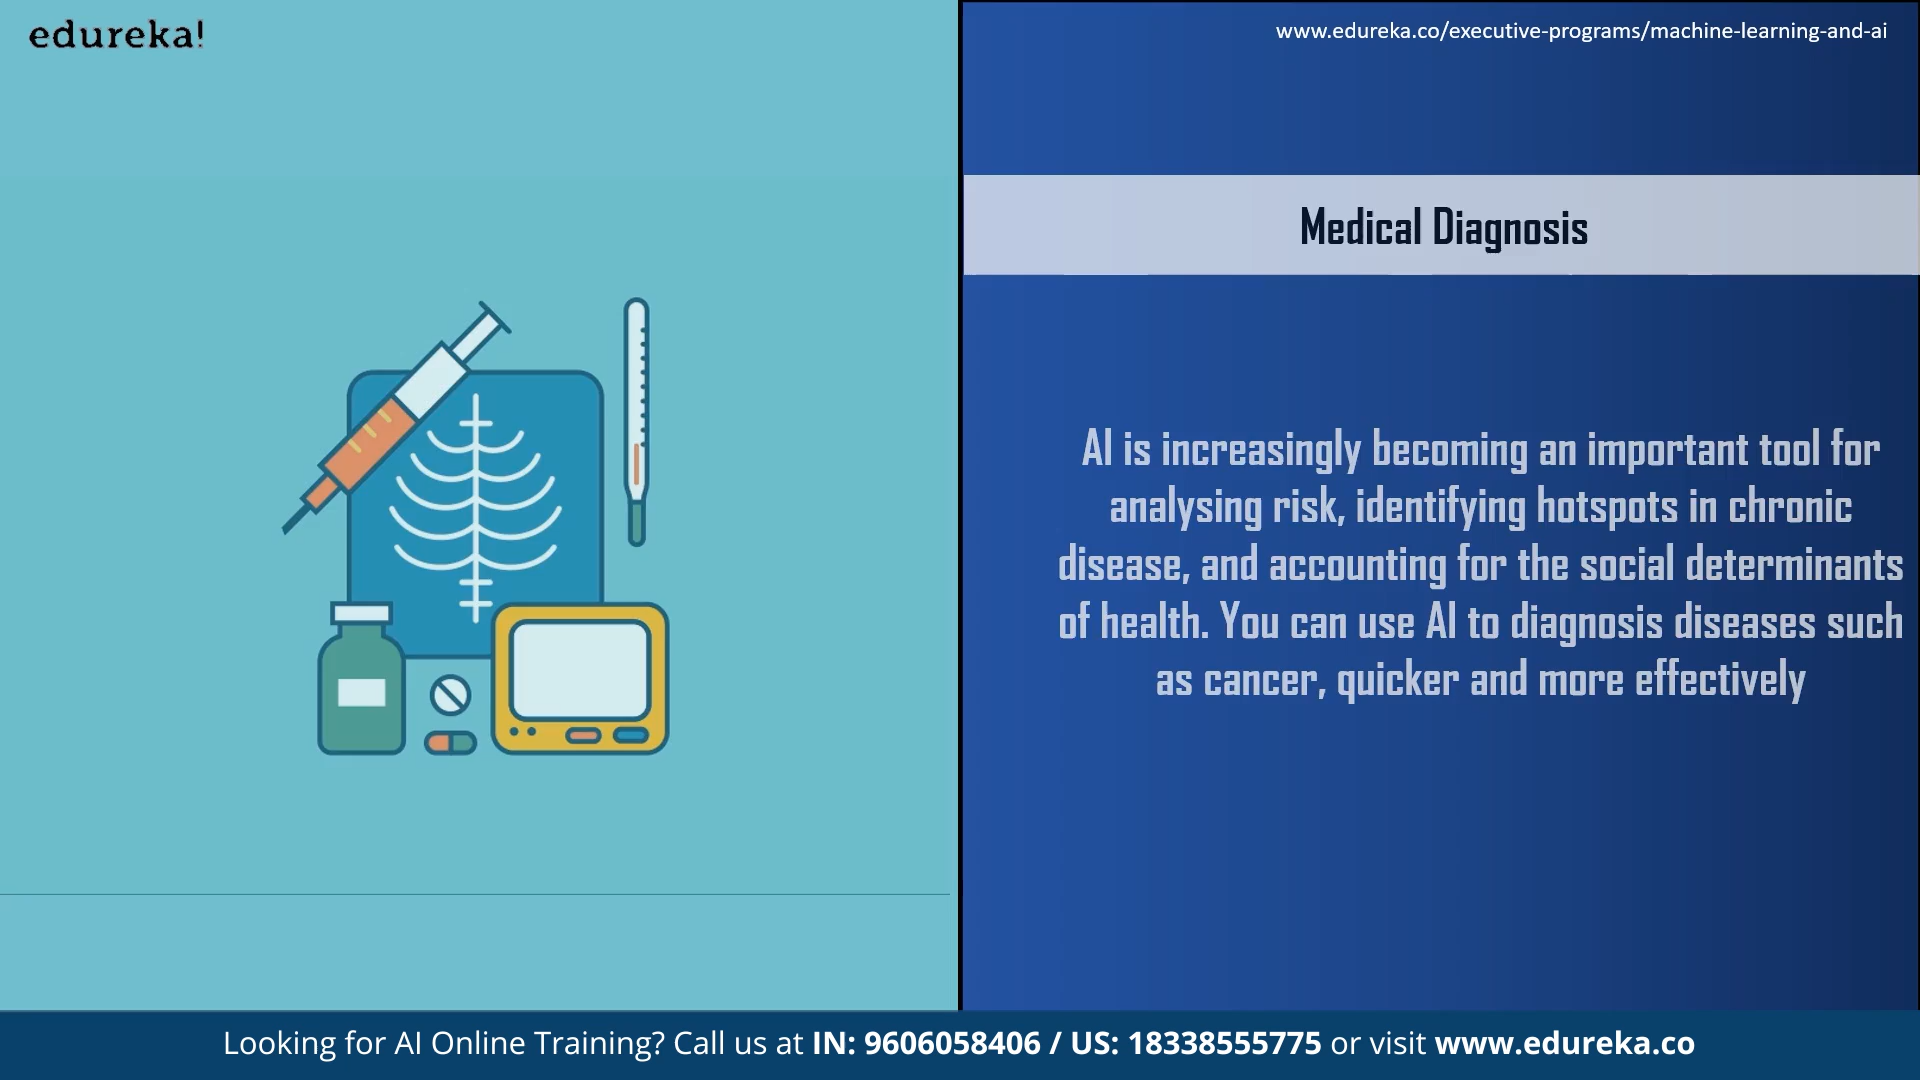 edureka!
www.edureka.co/executive-programs/machine-learning-and-ai
Medical Diagnosis
AI is increasingly becoming an important tool for
analysing risk, identifying hotspots in chronic
disease, and accounting for the social determinants
of health. You can use AI to diagnosis diseases such
as cancer, quicker and more effectively
Looking for AI Online Training? Call us at IN: 9606058406 / US: 18338555775 or visit www.edureka.co